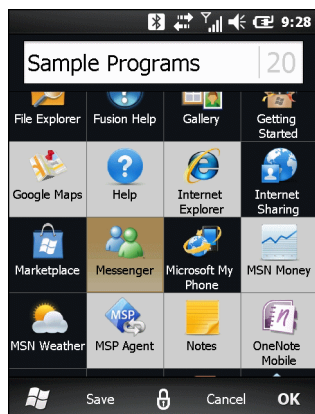 9:28
Sample Programs 20
File Explorer Fusion Help Gallery Getting
Started
Google Maps Help Internet Internet
Explorer Sharing
Marketplace Messenger Microsoft My MSN Money
Phone
MSP
MSN Weather MSP Agent Notes OneNote
Mobile
Save Cancel OK